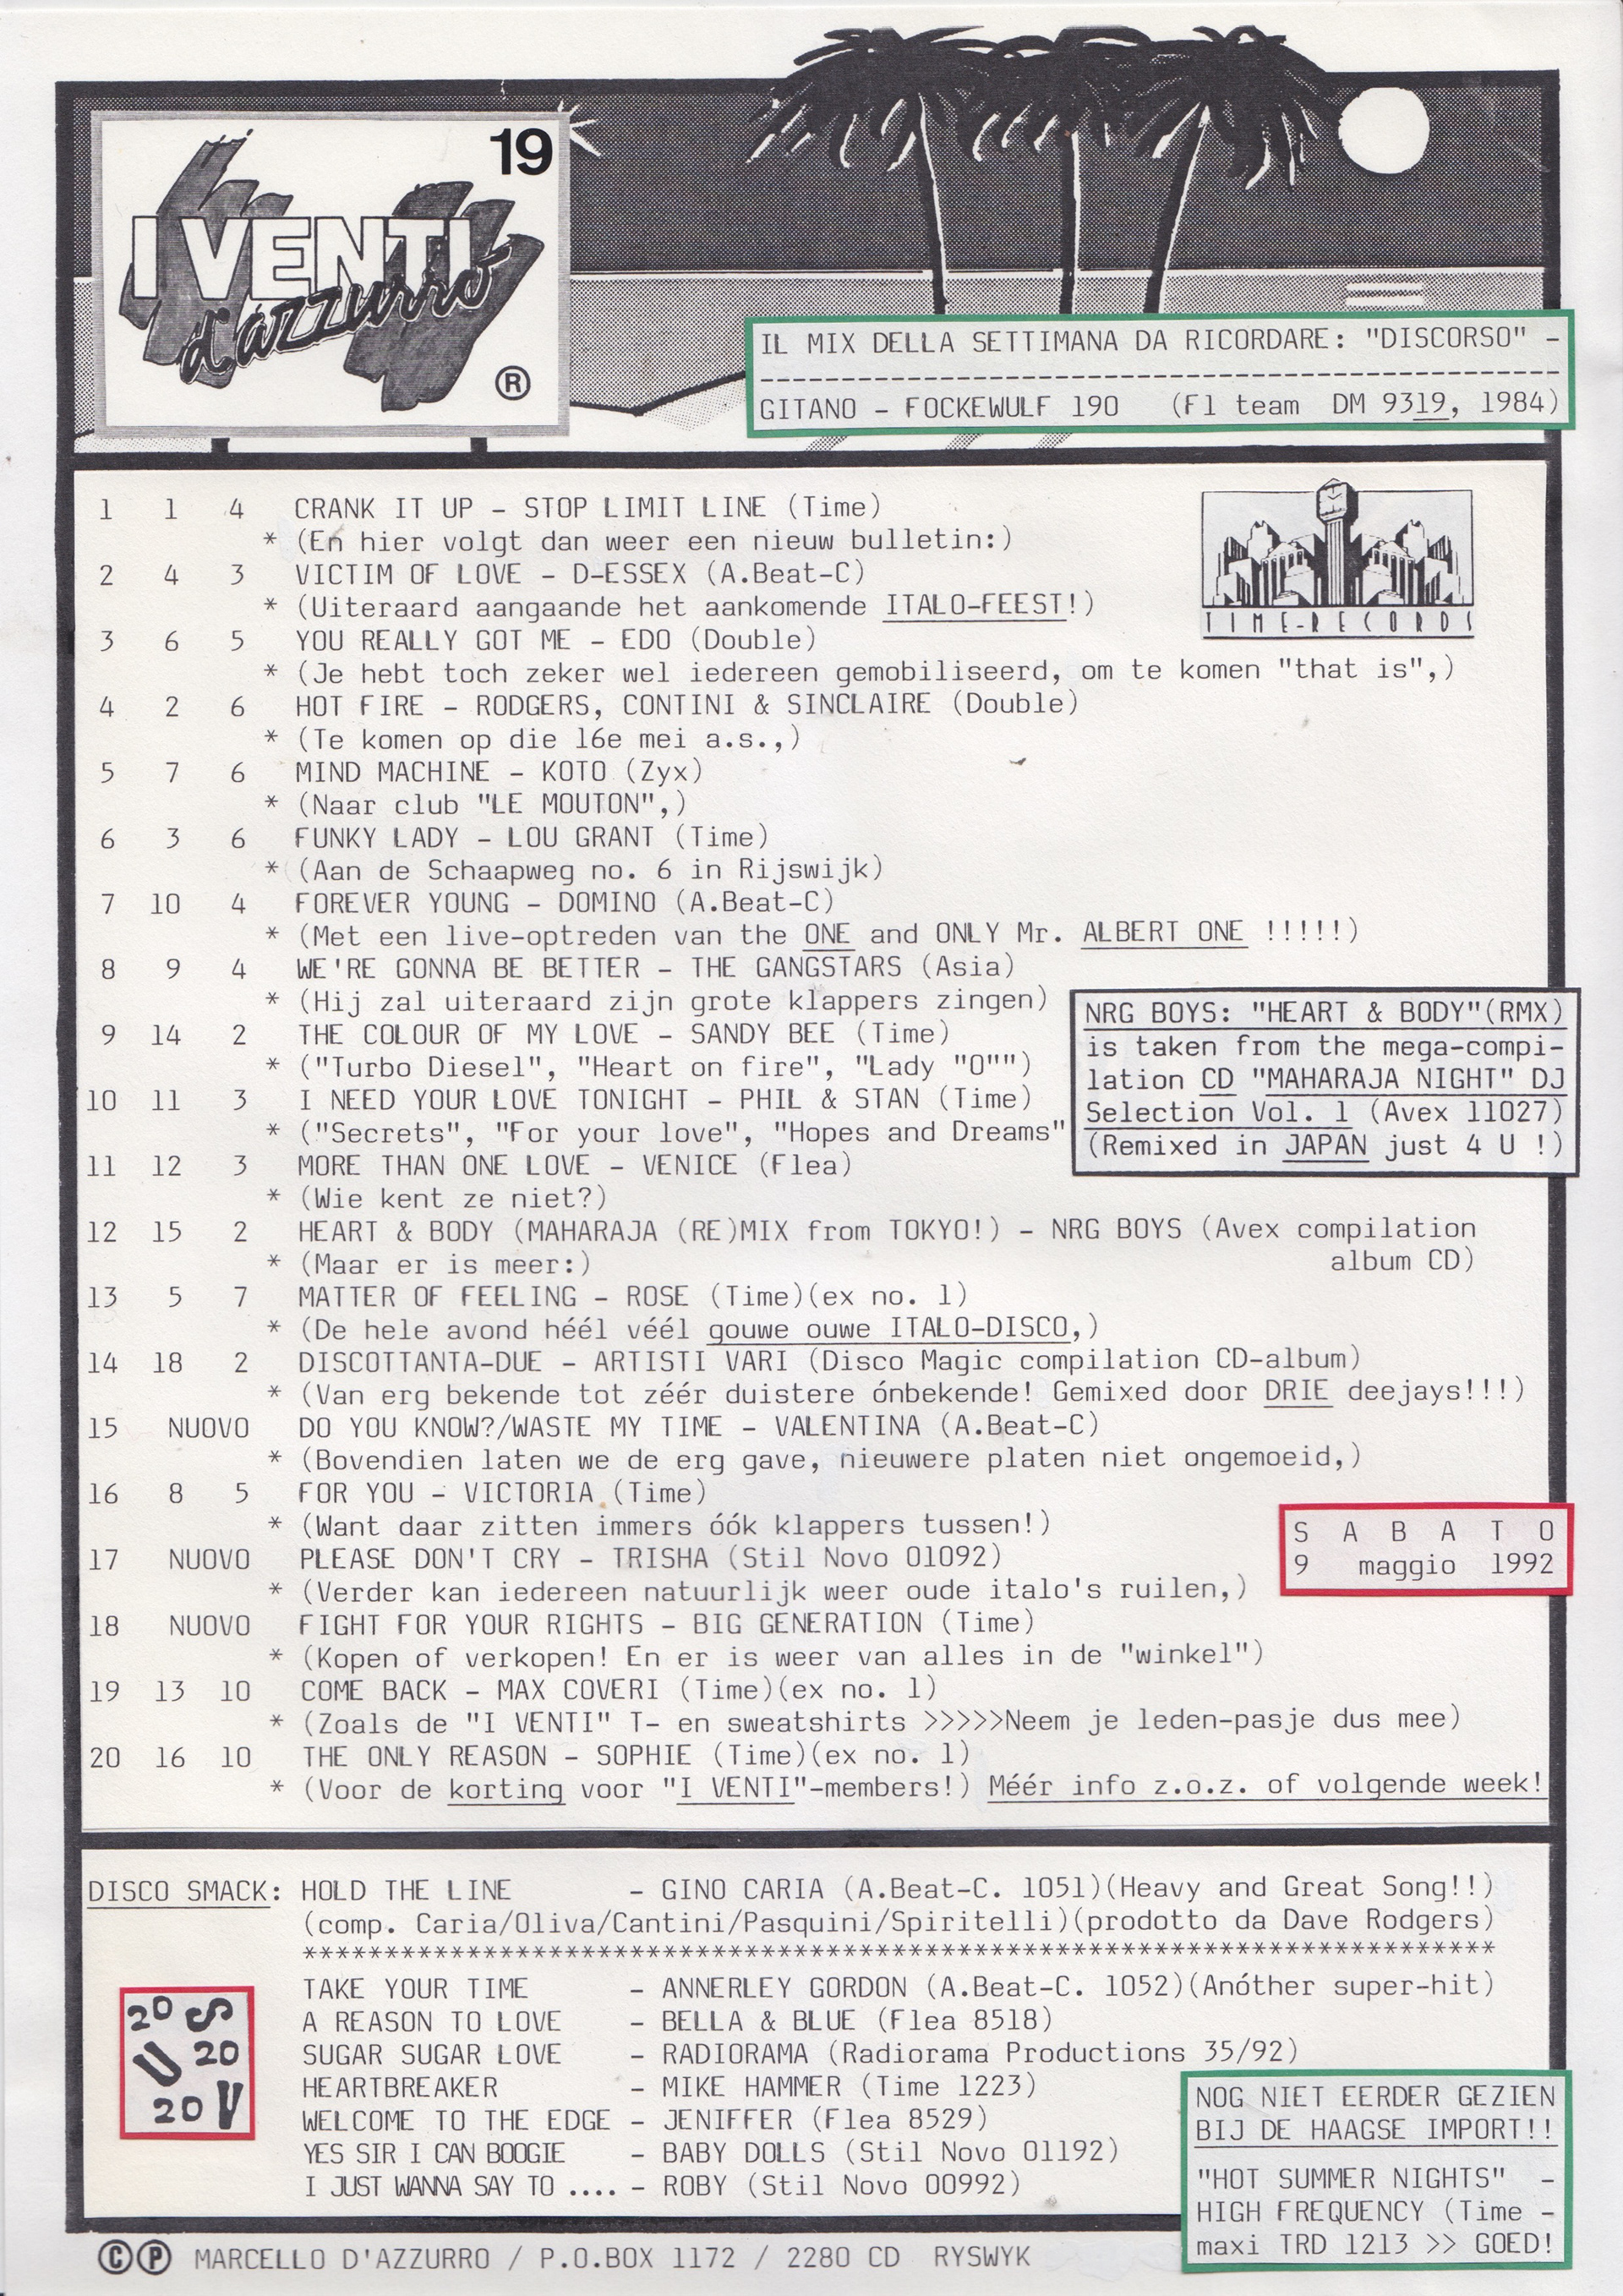 19
I VENTI
d'azzurro
®
IL MIX DELLA SETTIMANA DA RICORDARE: "DISCORSO" -
GITANO - FOCKEWULF 190 (F1 team DM 9319, 1984)
TIME-RECORDS
1 1 4 CRANK IT UP - STOP LIMIT LINE (Time)
* (En hier volgt dan weer een nieuw bulletin:)
2 4 3 VICTIM OF LOVE - D-ESSEX (A.Beat-C)
* (Uiteraard aangaande het aankomende ITALO-FEEST!)
3 6 5 YOU REALLY GOT ME - EDO (Double)
* (Je hebt toch zeker wel iedereen gemobiliseerd, om te komen "that is",)
4 2 6 HOT FIRE - RODGERS, CONTINI & SINCLAIRE (Double)
* (Te komen op die 16e mei a.s.,)
5 7 6 MIND MACHINE - KOTO (Zyx)
* (Naar club "LE MOUTON",)
6 3 6 FUNKY LADY - LOU GRANT (Time)
* (Aan de Schaapweg no. 6 in Rijswijk)
7 10 4 FOREVER YOUNG - DOMINO (A.Beat-C)
* (Met een live-optreden van the ONE and ONLY Mr. ALBERT ONE !!!!!)
8 9 4 WE'RE GONNA BE BETTER - THE GANGSTARS (Asia)
* (Hij zal uiteraard zijn grote klappers zingen)
9 14 2 THE COLOUR OF MY LOVE - SANDY BEE (Time)
* ("Turbo Diesel", "Heart on fire", "Lady "O"")
10 11 3 I NEED YOUR LOVE TONIGHT - PHIL & STAN (Time)
* ("Secrets", "For your love", "Hopes and Dreams"
11 12 3 MORE THAN ONE LOVE - VENICE (Flea)
* (Wie kent ze niet?)
NRG BOYS: "HEART & BODY"(RMX)
is taken from the mega-compi-
lation CD "MAHARAJA NIGHT" DJ
Selection Vol. 1 (Avex 11027)
(Remixed in JAPAN just 4 U !)
12 15 2 HEART & BODY (MAHARAJA (RE)MIX from TOKYO!) - NRG BOYS (Avex compilation
* (Maar er is meer:) album CD)
13 5 7 MATTER OF FEELING - ROSE (Time)(ex no. 1)
* (De hele avond héél véél gouwe ouwe ITALO-DISCO,)
14 18 2 DISCOTTANTA-DUE - ARTISTI VARI (Disco Magic compilation CD-album)
* (Van erg bekende tot zéér duistere ónbekende! Gemixed door DRIE deejays!!!)
15 NUOVO DO YOU KNOW?/WASTE MY TIME - VALENTINA (A.Beat-C)
* (Bovendien laten we de erg gave, nieuwere platen niet ongemoeid,)
16 8 5 FOR YOU - VICTORIA (Time)
* (Want daar zitten immers óók klappers tussen!)
17 NUOVO PLEASE DON'T CRY - TRISHA (Stil Novo 01092)
* (Verder kan iedereen natuurlijk weer oude italo's ruilen,)
S A B A T O
9 maggio 1992
18 NUOVO FIGHT FOR YOUR RIGHTS - BIG GENERATION (Time)
* (Kopen of verkopen! En er is weer van alles in de "winkel")
19 13 10 COME BACK - MAX COVERI (Time)(ex no. 1)
* (Zoals de "I VENTI" T- en sweatshirts >>>>>Neem je leden-pasje dus mee)
20 16 10 THE ONLY REASON - SOPHIE (Time)(ex no. 1)
* (Voor de korting voor "I VENTI"-members!) Méér info z.o.z. of volgende week!
DISCO SMACK: HOLD THE LINE - GINO CARIA (A.Beat-C. 1051)(Heavy and Great Song!!)
(comp. Caria/Oliva/Cantini/Pasquini/Spiritelli)(prodotto da Dave Rodgers)
*************************************************************************
TAKE YOUR TIME - ANNERLEY GORDON (A.Beat-C. 1052)(Anóther super-hit)
A REASON TO LOVE - BELLA & BLUE (Flea 8518)
SUGAR SUGAR LOVE - RADIORAMA (Radiorama Productions 35/92)
HEARTBREAKER - MIKE HAMMER (Time 1223)
WELCOME TO THE EDGE - JENIFFER (Flea 8529)
YES SIR I CAN BOOGIE - BABY DOLLS (Stil Novo 01192)
I JUST WANNA SAY TO .... - ROBY (Stil Novo 00992)
20 S
U 20
20 V
NOG NIET EERDER GEZIEN
BIJ DE HAAGSE IMPORT!!
"HOT SUMMER NIGHTS" -
HIGH FREQUENCY (Time -
maxi TRD 1213 >> GOED!
©℗ MARCELLO D'AZZURRO / P.O.BOX 1172 / 2280 CD RYSWYK